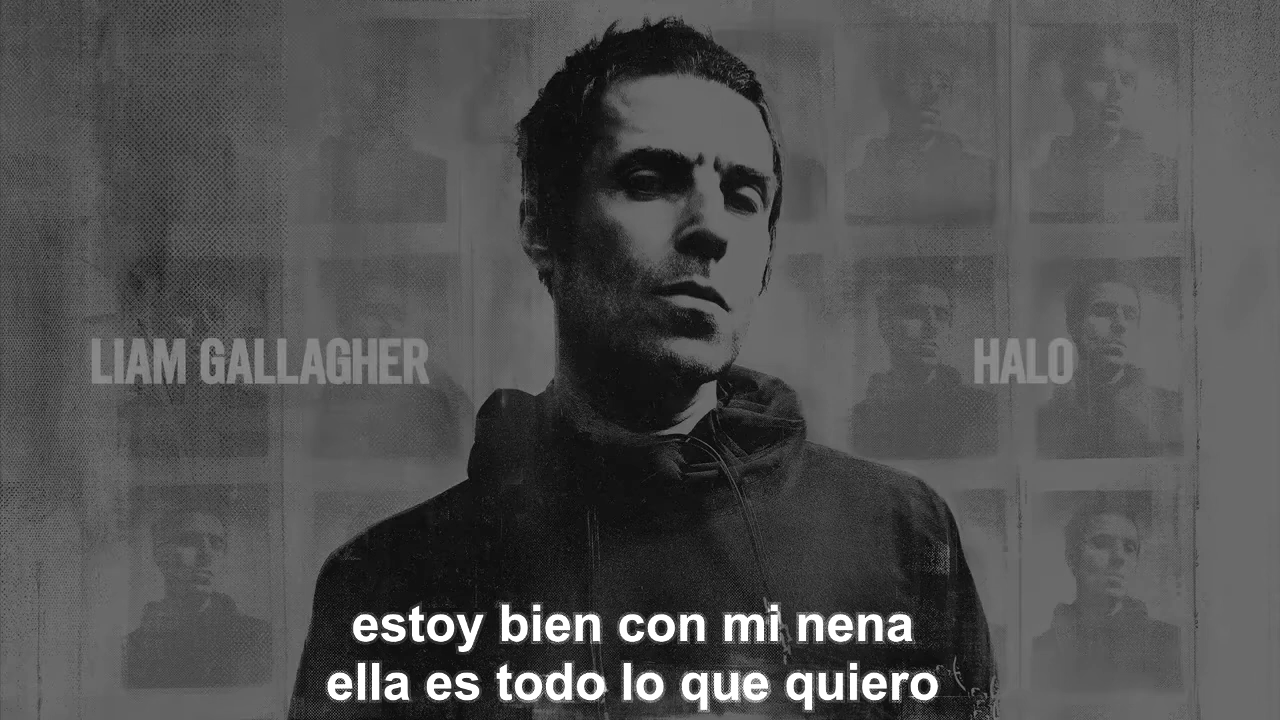 LIAM GALLAGHER
HALO
estoy bien con mi nena
ella es todo lo que quiero